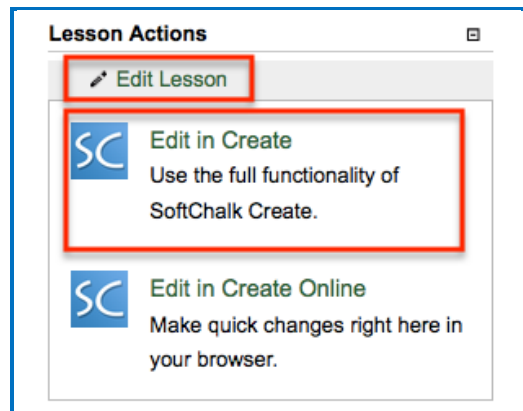 Lesson Actions
Edit Lesson
SC
Edit in Create
Use the full functionality of
SoftChalk Create.
SC
Edit in Create Online
Make quick changes right here in
your browser.